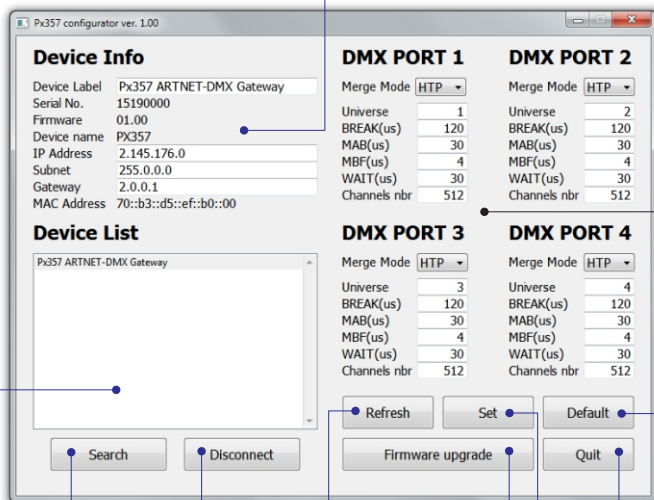 Px357 configurator ver. 1.00
Device Info
Device Label Px357 ARTNET-DMX Gateway
Serial No. 15190000
Firmware 01.00
Device name PX357
IP Address 2.145.176.0
Subnet 255.0.0.0
Gateway 2.0.0.1
MAC Address 70::b3::d5::ef::b0::00
Device List
Px357 ARTNET-DMX Gateway
Search Disconnect
DMX PORT 1
Merge Mode HTP
Universe 1
BREAK(us) 120
MAB(us) 30
MBF(us) 4
WAIT(us) 30
Channels nbr 512
DMX PORT 2
Merge Mode HTP
Universe 2
BREAK(us) 120
MAB(us) 30
MBF(us) 4
WAIT(us) 30
Channels nbr 512
DMX PORT 3
Merge Mode HTP
Universe 3
BREAK(us) 120
MAB(us) 30
MBF(us) 4
WAIT(us) 30
Channels nbr 512
DMX PORT 4
Merge Mode HTP
Universe 4
BREAK(us) 120
MAB(us) 30
MBF(us) 4
WAIT(us) 30
Channels nbr 512
Refresh Set Default
Firmware upgrade Quit